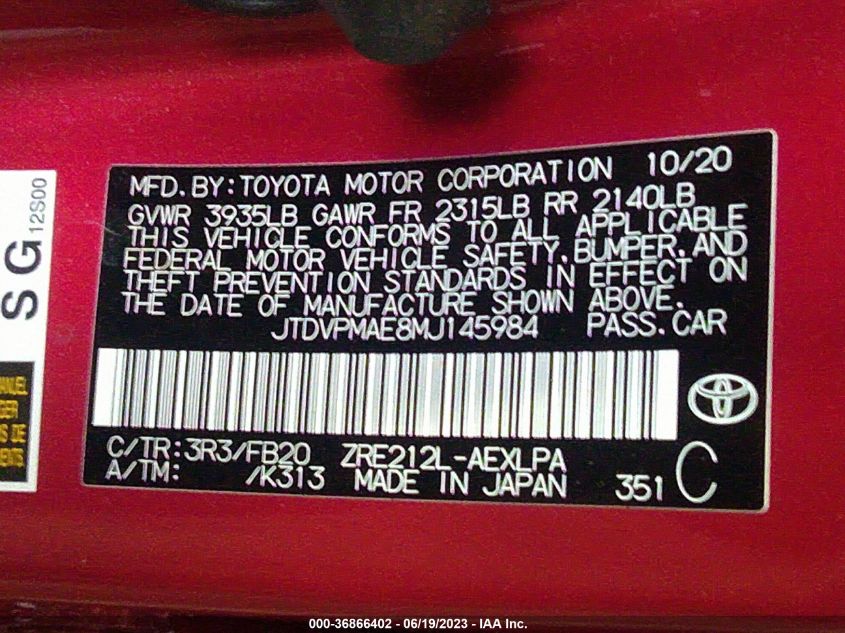 MFD. BY: TOYOTA MOTOR CORPORATION 10/20
GVWR 3935LB GAWR FR 2315LB RR 2140LB
THIS VEHICLE CONFORMS TO ALL APPLICABLE
FEDERAL MOTOR VEHICLE SAFETY, BUMPER, AND
THEFT PREVENTION STANDARDS IN EFFECT ON
THE DATE OF MANUFACTURE SHOWN ABOVE.
JTDVPMAE8MJ145984 PASS. CAR
C/TR: 3R3/FB20 ZRE212L-AEXLPA
A/TM: /K313 MADE IN JAPAN 351 C
SG 12S00
S DE
000-36866402 - 06/19/2023 - IAA Inc.